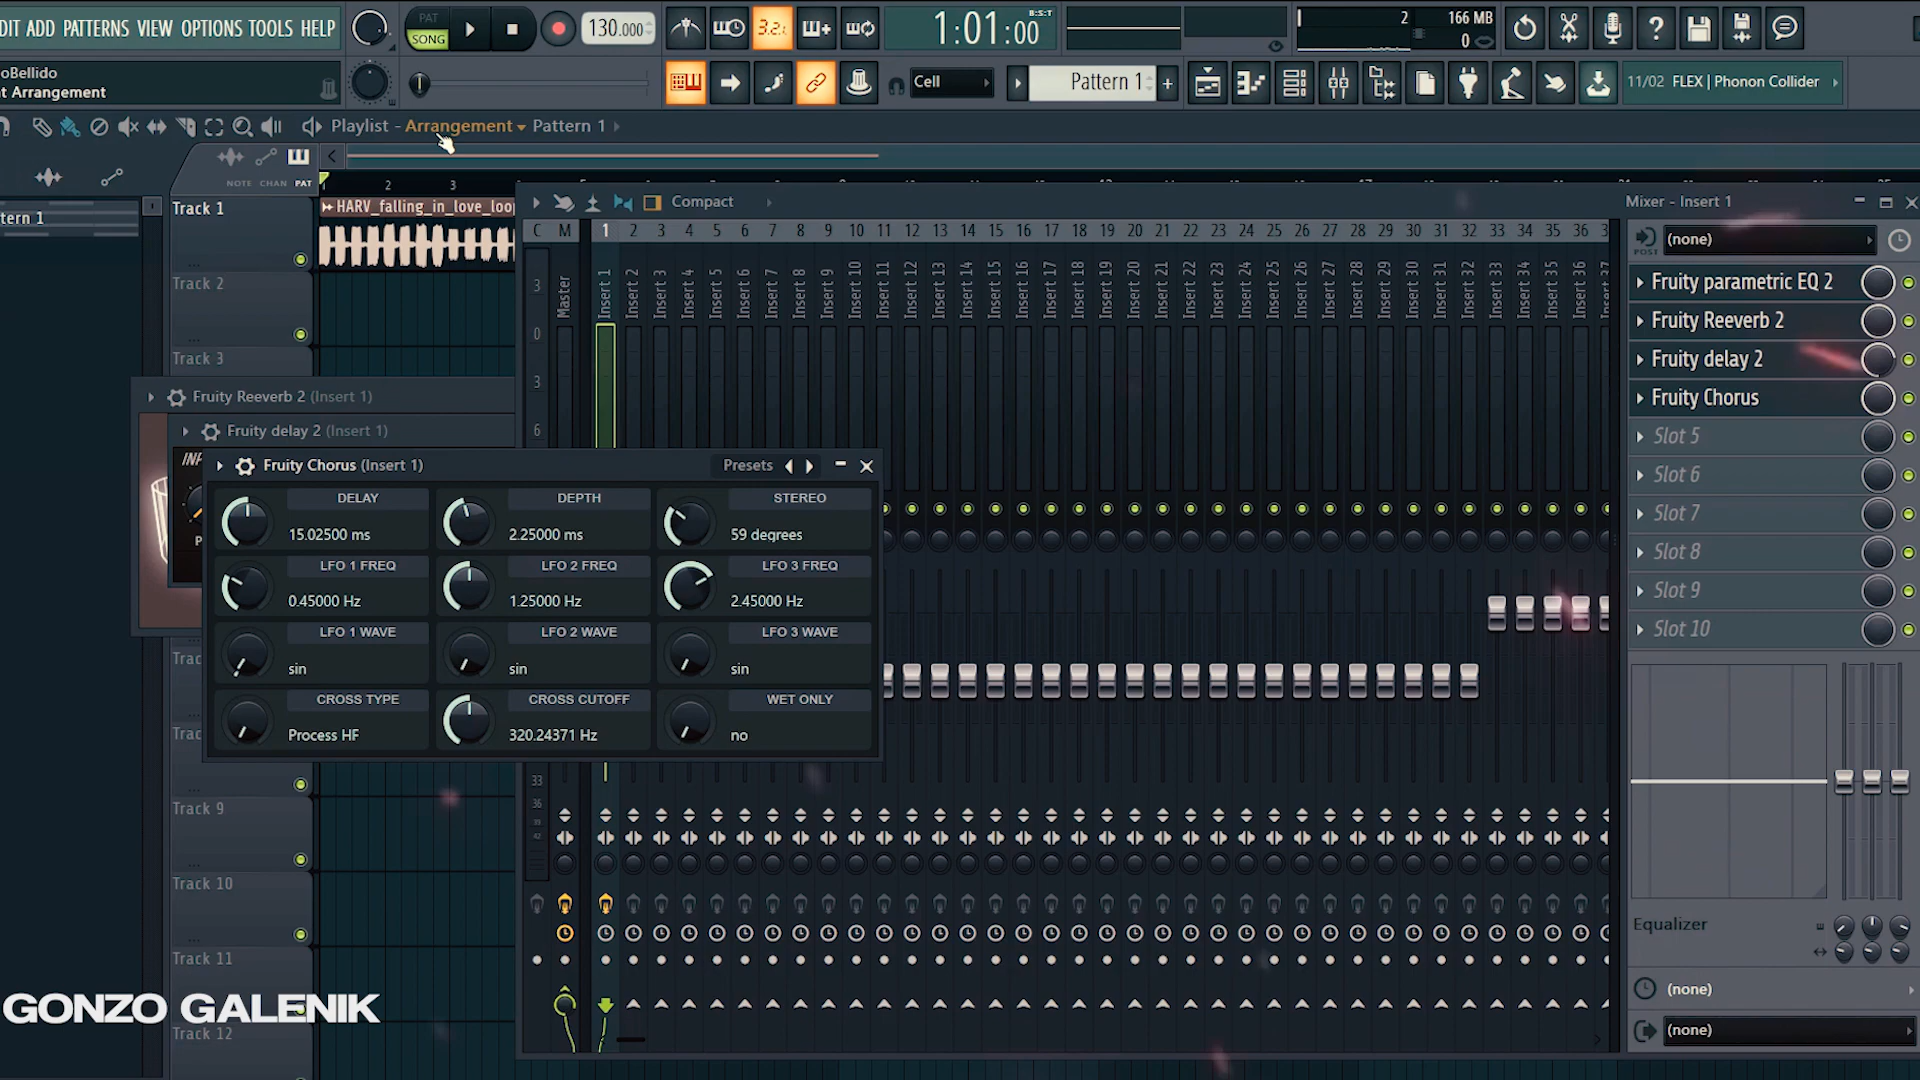 EDIT ADD PATTERNS VIEW OPTIONS TOOLS HELP
PAT
SONG
130.000
3.2.
1:01:00
B:S:T
2
166 MB
0
oBellido
t Arrangement
Cell
Pattern 1
+
11/02 FLEX | Phonon Collider
Playlist - Arrangement Pattern 1
NOTE CHAN PAT
1 2 3
tern 1
Track 1
HARV_falling_in_love_loop
Track 2
Track 3
Track 9
Track 10
Track 11
Track 12
Compact
C M 1 2 3 4 5 6 7 8 9 10 11 12 13 14 15 16 17 18 19 20 21 22 23 24 25 26 27 28 29 30 31 32 33 34 35 36
Master
Insert 1
Insert 2
Insert 3
Insert 4
Insert 5
Insert 6
Insert 7
Insert 8
Insert 9
Insert 10
Insert 11
Insert 12
Insert 13
Insert 14
Insert 15
Insert 16
Insert 17
Insert 18
Insert 19
Insert 20
Insert 21
Insert 22
Insert 23
Insert 24
Insert 25
Insert 26
Insert 27
Insert 28
Insert 29
Insert 30
Insert 31
Insert 32
Insert 33
Insert 34
Insert 35
Insert 36
3
0
3
6
33
36
39
42
Fruity Reeverb 2 (Insert 1)
Fruity delay 2 (Insert 1)
Fruity Chorus (Insert 1)
Presets
DELAY
15.02500 ms
DEPTH
2.25000 ms
STEREO
59 degrees
LFO 1 FREQ
0.45000 Hz
LFO 2 FREQ
1.25000 Hz
LFO 3 FREQ
2.45000 Hz
LFO 1 WAVE
sin
LFO 2 WAVE
sin
LFO 3 WAVE
sin
CROSS TYPE
Process HF
CROSS CUTOFF
320.24371 Hz
WET ONLY
no
Mixer - Insert 1
POST
(none)
Fruity parametric EQ 2
Fruity Reeverb 2
Fruity delay 2
Fruity Chorus
Slot 5
Slot 6
Slot 7
Slot 8
Slot 9
Slot 10
Equalizer
(none)
(none)
GONZO GALENIK